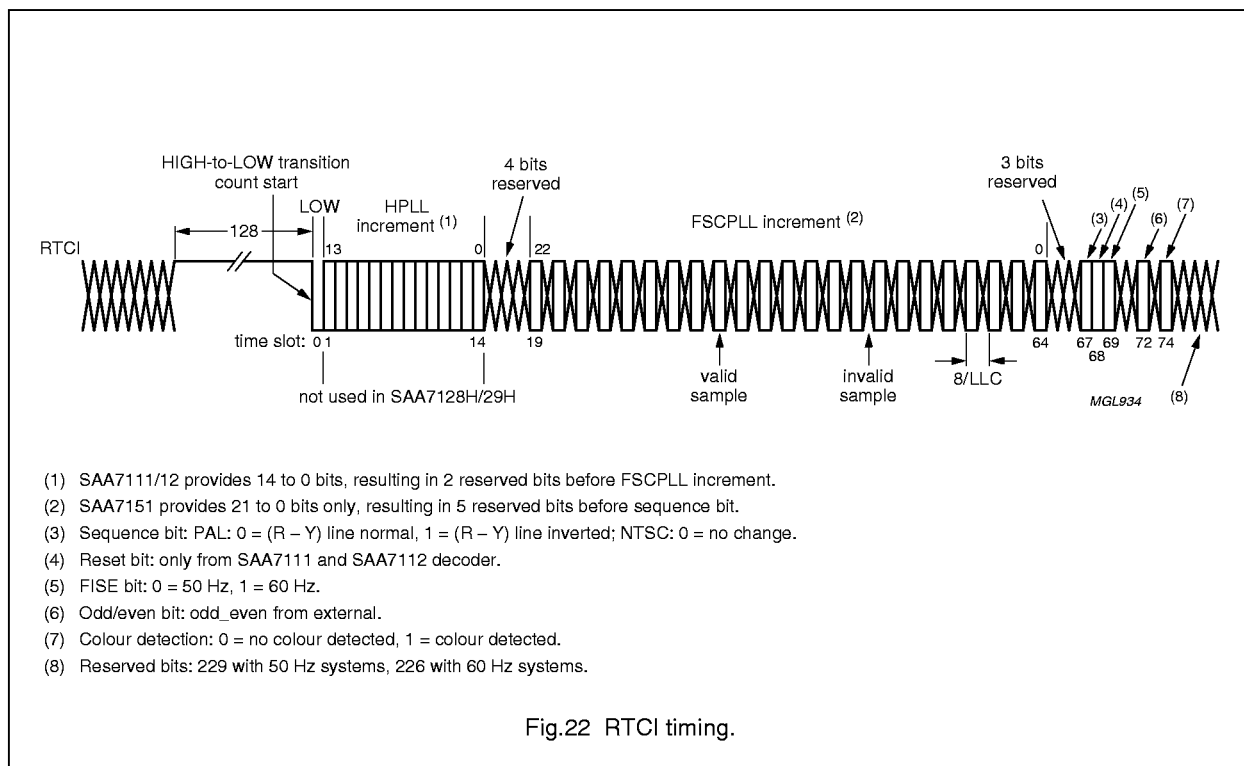 HIGH-to-LOW transition
count start
4 bits
reserved
3 bits
reserved
(5)
(4)
(7)
LOW
HPLL
increment (1)
FSCPLL increment (2)
(3)
(6)
RTCI
128
13
0
22
0
time slot:
0
1
14
19
64
67
69
72
74
68
not used in SAA7128H/29H
valid
sample
invalid
sample
8/LLC
MGL934
(8)
(1) SAA7111/12 provides 14 to 0 bits, resulting in 2 reserved bits before FSCPLL increment.
(2) SAA7151 provides 21 to 0 bits only, resulting in 5 reserved bits before sequence bit.
(3) Sequence bit: PAL: 0 = (R – Y) line normal, 1 = (R – Y) line inverted; NTSC: 0 = no change.
(4) Reset bit: only from SAA7111 and SAA7112 decoder.
(5) FISE bit: 0 = 50 Hz, 1 = 60 Hz.
(6) Odd/even bit: odd_even from external.
(7) Colour detection: 0 = no colour detected, 1 = colour detected.
(8) Reserved bits: 229 with 50 Hz systems, 226 with 60 Hz systems.
Fig.22 RTCI timing.